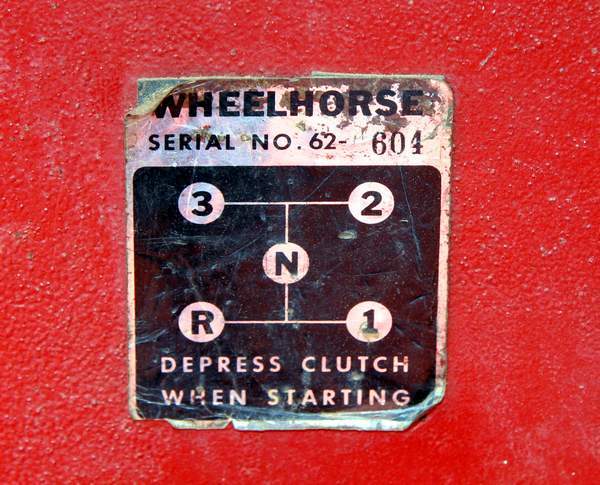 WHEELHORSE
SERIAL NO. 62- 604
3 2
N
R 1
DEPRESS CLUTCH
WHEN STARTING